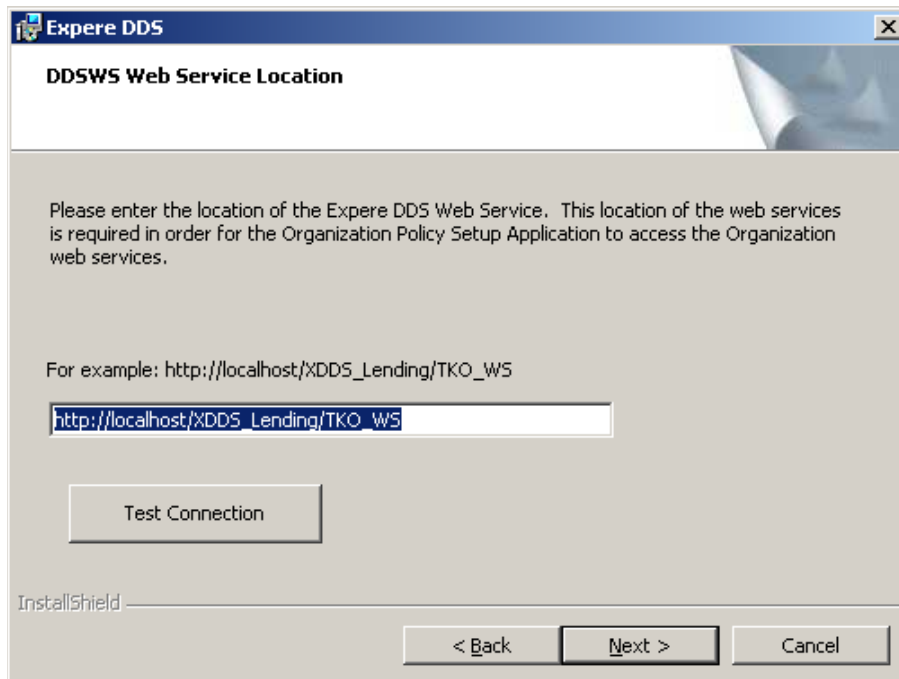 Expere DDS
DDSWS Web Service Location
Please enter the location of the Expere DDS Web Service.  This location of the web services
is required in order for the Organization Policy Setup Application to access the Organization
web services.
For example: http://localhost/XDDS_Lending/TKO_WS
http://localhost/XDDS_Lending/TKO_WS
Test Connection
InstallShield
< Back
Next >
Cancel